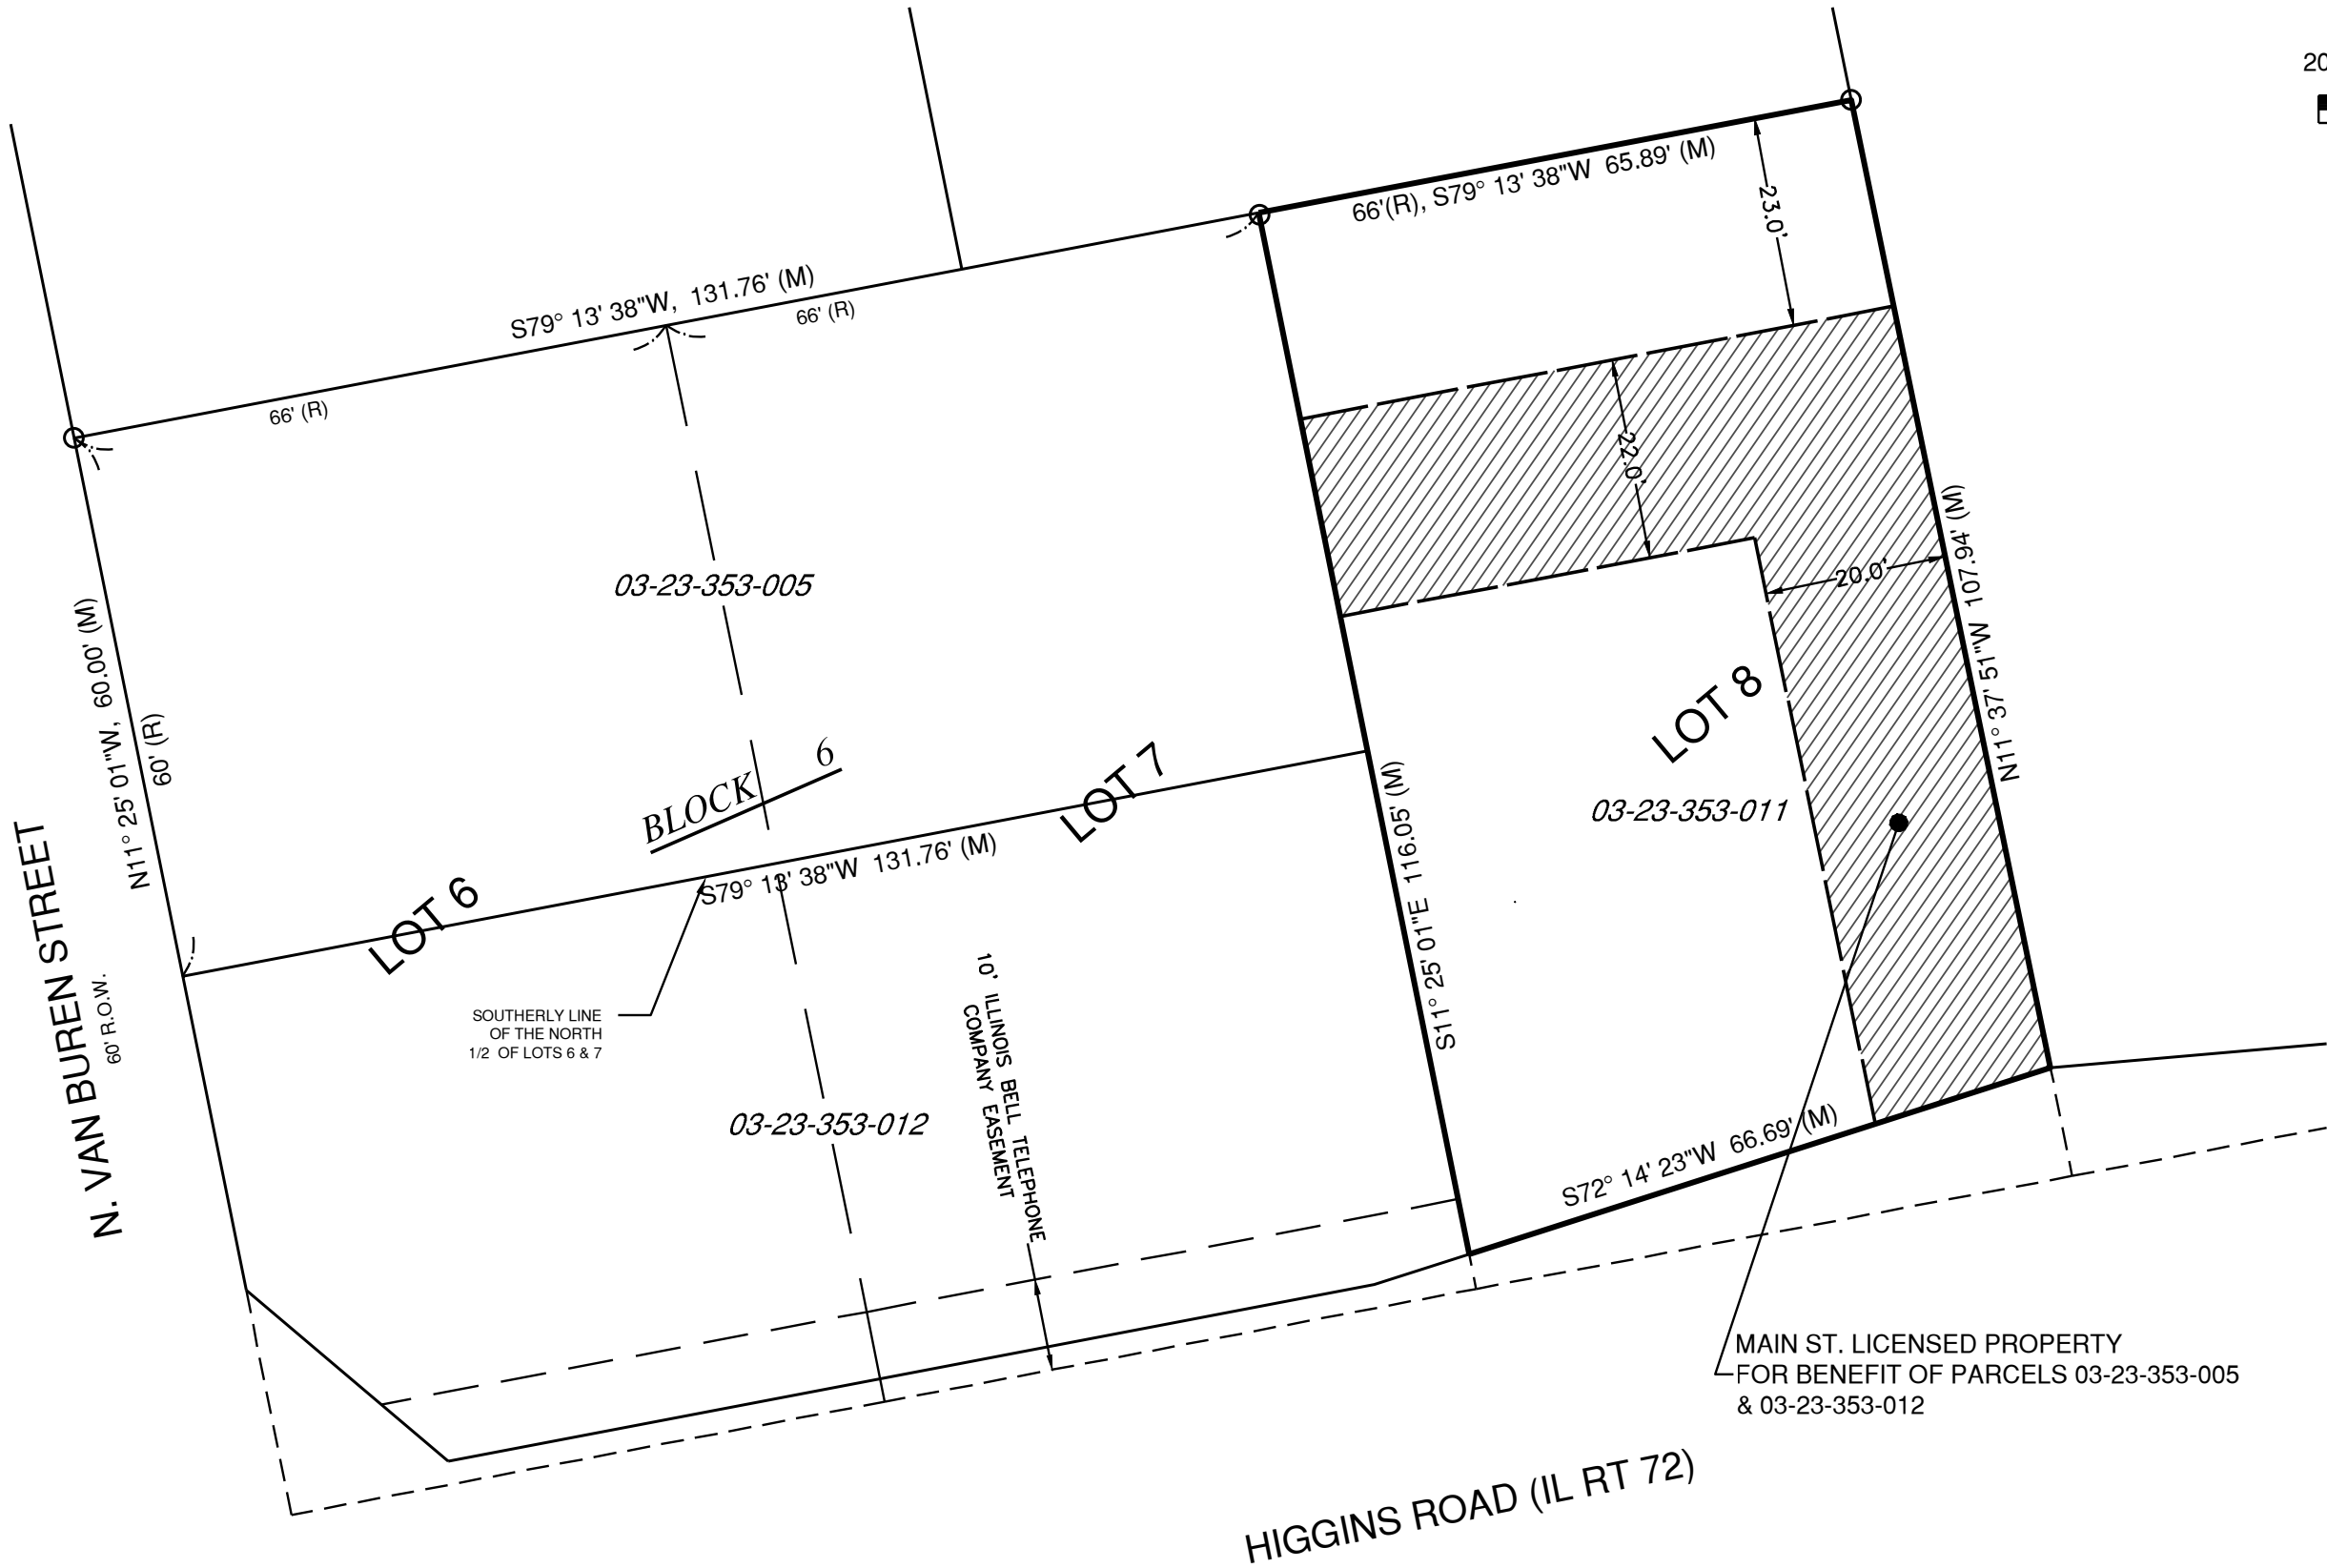 20
66'(R), S79° 13' 38"W 65.89' (M)
23.0'
S79° 13' 38"W, 131.76' (M)
66' (R)
66' (R)
22.0'
20.0'
N11° 37' 51"W 107.94' (M)
03-23-353-005
N11° 25' 01"W, 60.00' (M)
60' (R)
LOT 8
03-23-353-011
BLOCK 6
LOT 7
S79° 13' 38"W 131.76' (M)
LOT 6
S11° 25' 01"E 116.05' (M)
N. VAN BUREN STREET
60' R.O.W.
SOUTHERLY LINE
OF THE NORTH
1/2 OF LOTS 6 & 7
10' ILLINOIS BELL TELEPHONE
COMPANY EASEMENT
03-23-353-012
S72° 14' 23"W 66.69' (M)
MAIN ST. LICENSED PROPERTY
FOR BENEFIT OF PARCELS 03-23-353-005
& 03-23-353-012
HIGGINS ROAD (IL RT 72)